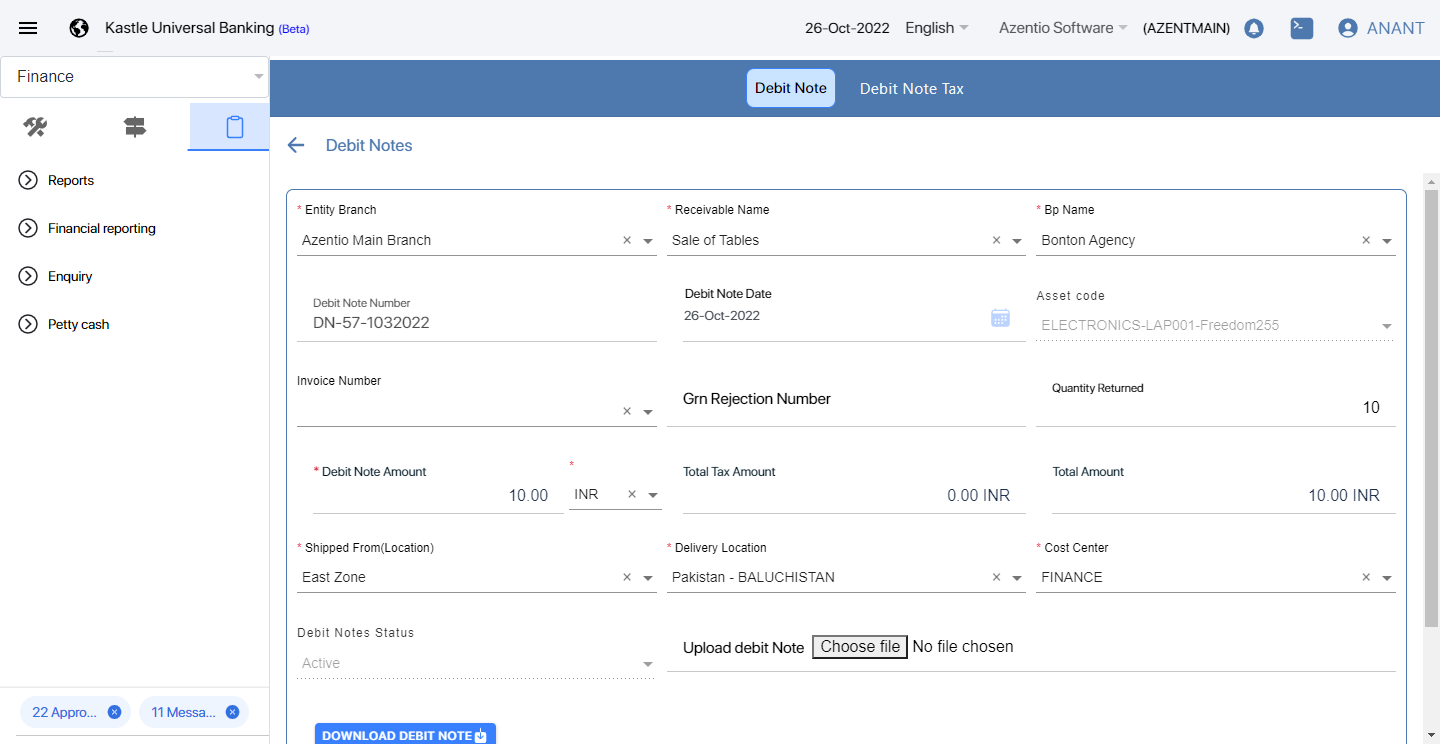 Kastle Universal Banking (Beta)
26-Oct-2022 English Azentio Software (AZENTMAIN) ANANT
Finance
Debit Note Debit Note Tax
Debit Notes
Reports
Financial reporting
Enquiry
Petty cash
* Entity Branch * Receivable Name * Bp Name
Azentio Main Branch × Sale of Tables × Bonton Agency ×
Debit Note Number Debit Note Date Asset code
DN-57-1032022 26-Oct-2022 ELECTRONICS-LAP001-Freedom255
Invoice Number Grn Rejection Number Quantity Returned
× 10
* Debit Note Amount * Total Tax Amount Total Amount
10.00 INR × 0.00 INR 10.00 INR
* Shipped From(Location) * Delivery Location * Cost Center
East Zone × Pakistan - BALUCHISTAN × FINANCE ×
Debit Notes Status
Active
Upload debit Note Choose file No file chosen
22 Appro... 11 Messa...
DOWNLOAD DEBIT NOTE